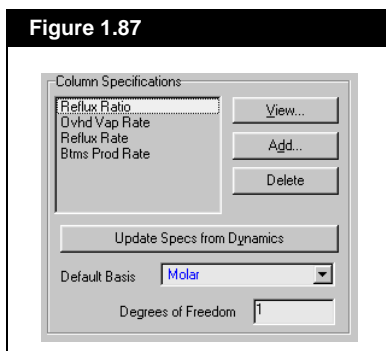 Figure 1.87
Column Specifications
Reflux Ratio
Ovhd Vap Rate
Reflux Rate
Btms Prod Rate
View...
Add...
Delete
Update Specs from Dynamics
Default Basis Molar
Degrees of Freedom 1